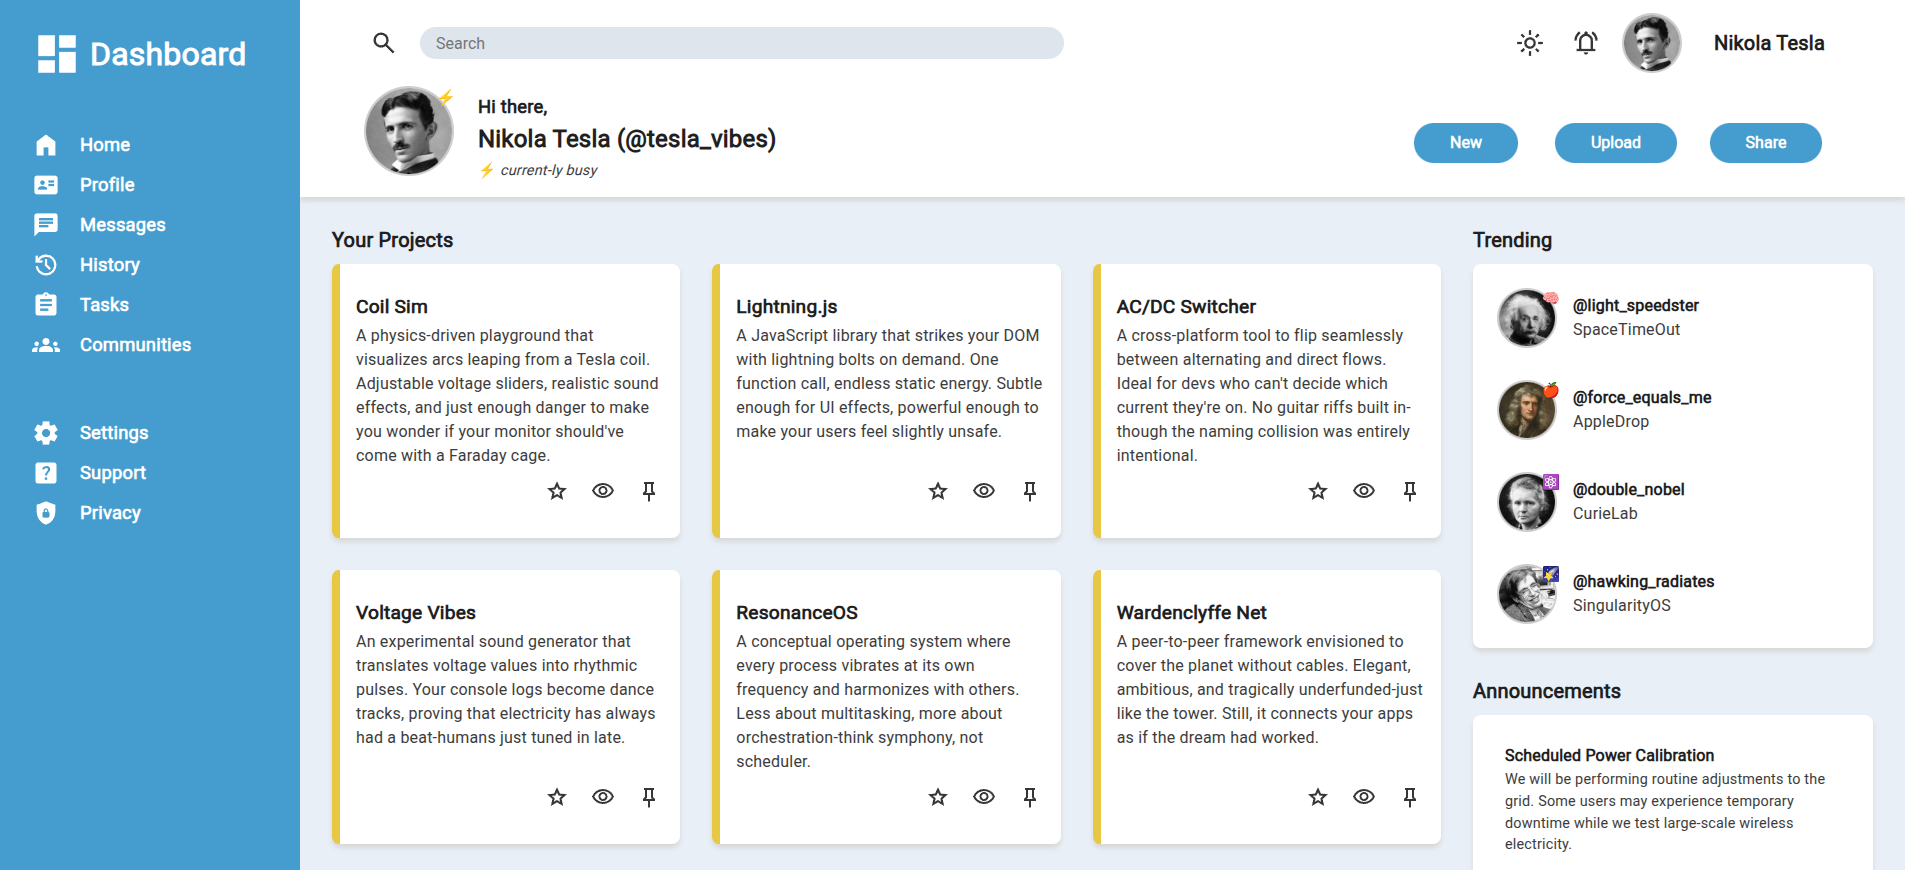 Dashboard
Home
Profile
Messages
History
Tasks
Communities
Settings
Support
Privacy
Search
Nikola Tesla
Hi there,
Nikola Tesla (@tesla_vibes)
⚡ current-ly busy
New
Upload
Share
Your Projects
Coil Sim
A physics-driven playground that
visualizes arcs leaping from a Tesla coil.
Adjustable voltage sliders, realistic sound
effects, and just enough danger to make
you wonder if your monitor should've
come with a Faraday cage.
Lightning.js
A JavaScript library that strikes your DOM
with lightning bolts on demand. One
function call, endless static energy. Subtle
enough for UI effects, powerful enough to
make your users feel slightly unsafe.
AC/DC Switcher
A cross-platform tool to flip seamlessly
between alternating and direct flows.
Ideal for devs who can't decide which
current they're on. No guitar riffs built in-
though the naming collision was entirely
intentional.
Voltage Vibes
An experimental sound generator that
translates voltage values into rhythmic
pulses. Your console logs become dance
tracks, proving that electricity has always
had a beat-humans just tuned in late.
ResonanceOS
A conceptual operating system where
every process vibrates at its own
frequency and harmonizes with others.
Less about multitasking, more about
orchestration-think symphony, not
scheduler.
Wardenclyffe Net
A peer-to-peer framework envisioned to
cover the planet without cables. Elegant,
ambitious, and tragically underfunded-just
like the tower. Still, it connects your apps
as if the dream had worked.
Trending
@light_speedster
SpaceTimeOut
@force_equals_me
AppleDrop
@double_nobel
CurieLab
@hawking_radiates
SingularityOS
Announcements
Scheduled Power Calibration
We will be performing routine adjustments to the
grid. Some users may experience temporary
downtime while we test large-scale wireless
electricity.